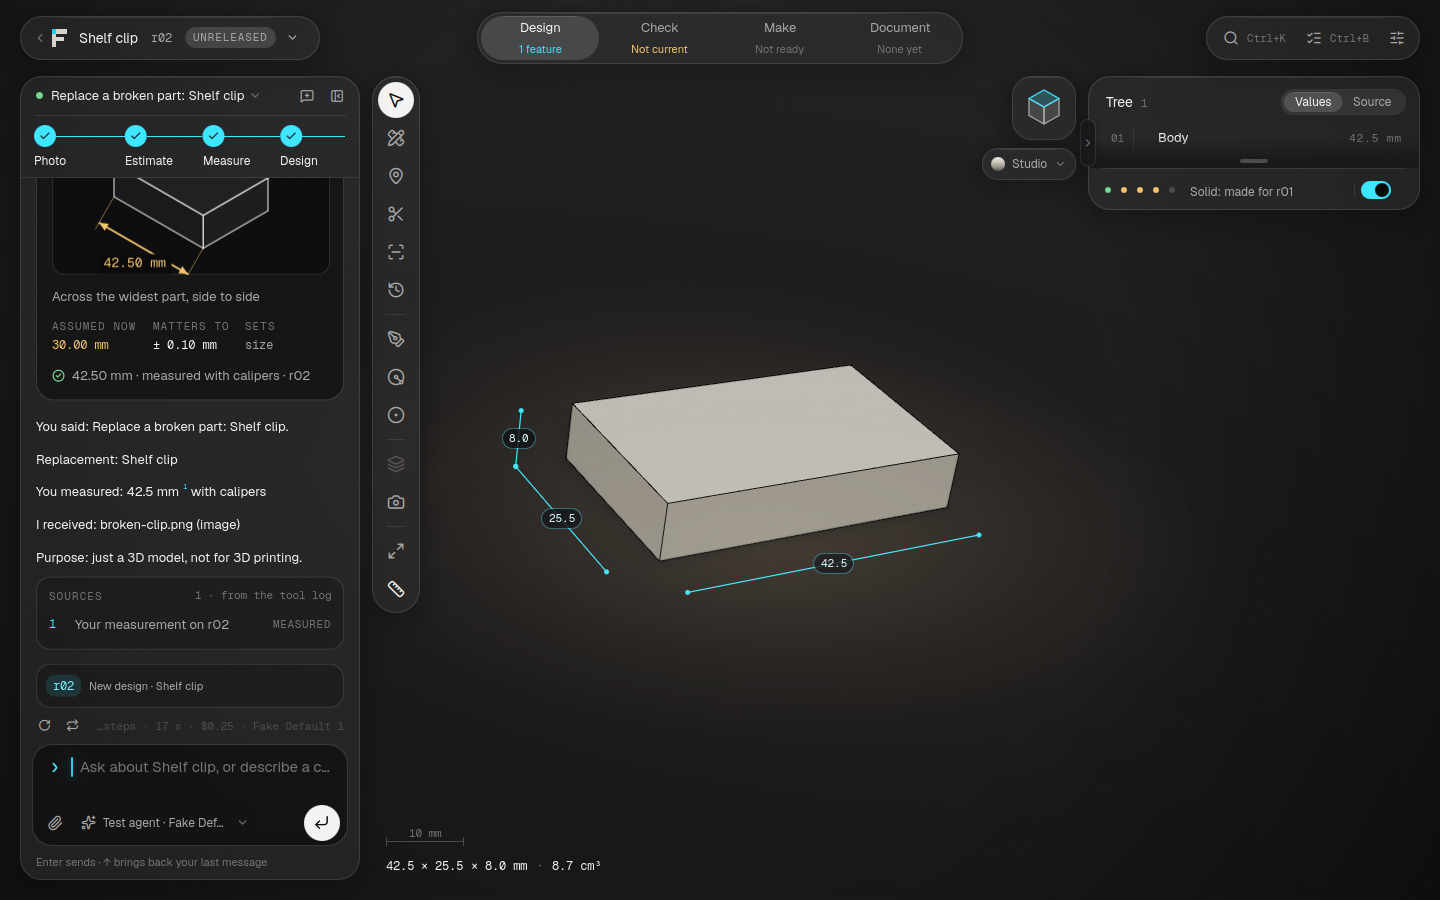 Shelf clip r02 UNRELEASED
Design
1 feature
Check
Not current
Make
Not ready
Document
None yet
Ctrl+K
Ctrl+B
Replace a broken part: Shelf clip
Photo Estimate Measure Design
42.50 mm
Across the widest part, side to side
ASSUMED NOW MATTERS TO SETS
30.00 mm ± 0.10 mm size
42.50 mm · measured with calipers · r02
You said: Replace a broken part: Shelf clip.
Replacement: Shelf clip
You measured: 42.5 mm 1 with calipers
I received: broken-clip.png (image)
Purpose: just a 3D model, not for 3D printing.
SOURCES 1 · from the tool log
1 Your measurement on r02 MEASURED
r02 New design · Shelf clip
…steps · 17 s · $0.25 · Fake Default 1
Ask about Shelf clip, or describe a c…
Test agent · Fake Def…
Enter sends · ↑ brings back your last message
8.0
25.5
42.5
10 mm
42.5 × 25.5 × 8.0 mm · 8.7 cm³
Studio
Tree 1
Values Source
01 Body 42.5 mm
Solid: made for r01